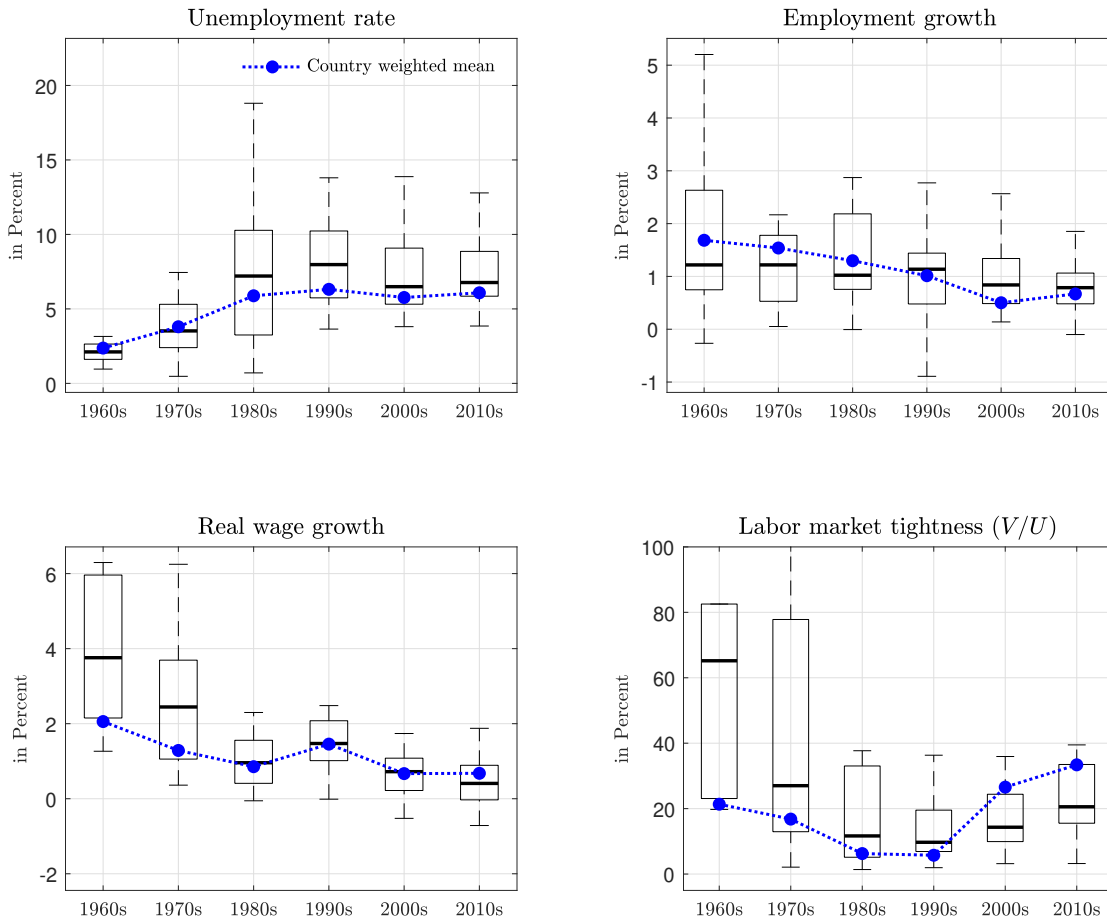 Unemployment rate
Country weighted mean
in Percent
20
15
10
5
0
1960s 1970s 1980s 1990s 2000s 2010s
Employment growth
in Percent
5
4
3
2
1
0
-1
1960s 1970s 1980s 1990s 2000s 2010s
Real wage growth
in Percent
6
4
2
0
-2
1960s 1970s 1980s 1990s 2000s 2010s
Labor market tightness (V/U)
in Percent
100
80
60
40
20
0
1960s 1970s 1980s 1990s 2000s 2010s